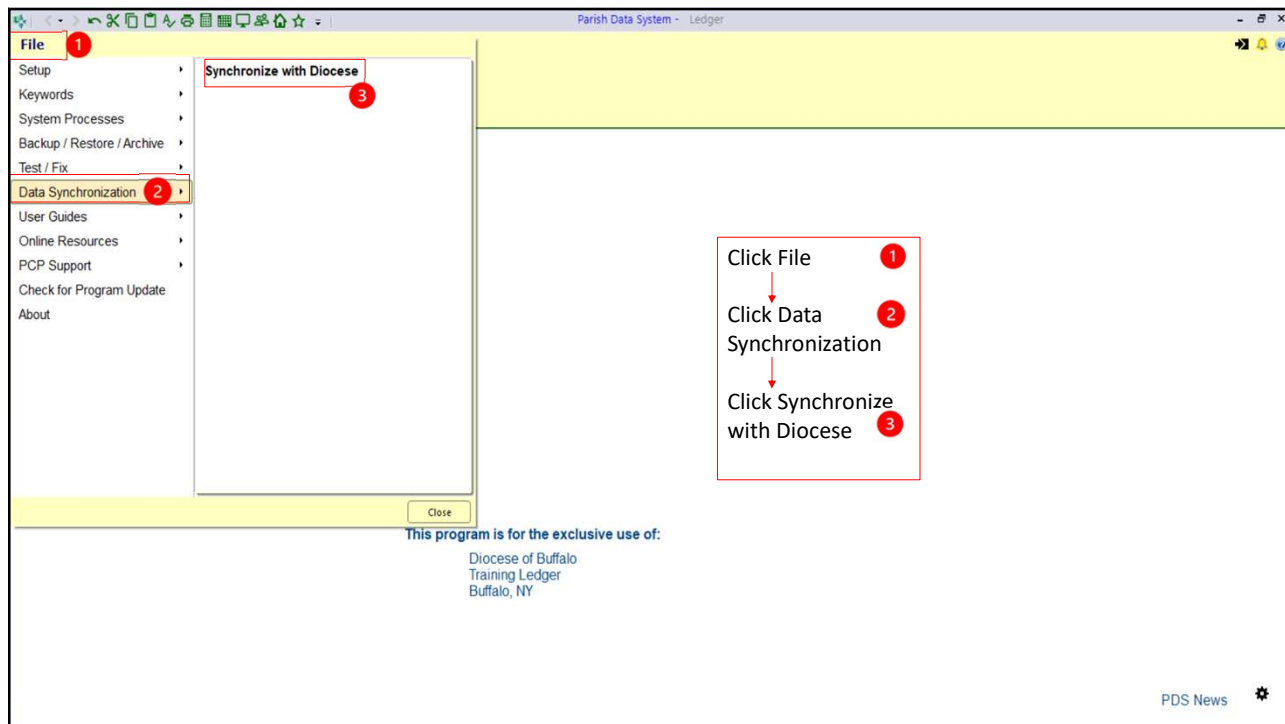 Parish Data System - Ledger
File 1
Setup
Keywords
System Processes
Backup / Restore / Archive
Test / Fix
Data Synchronization 2
User Guides
Online Resources
PCP Support
Check for Program Update
About
Synchronize with Diocese
3
Close
Click File 1
Click Data 2
Synchronization
Click Synchronize
with Diocese 3
This program is for the exclusive use of:
Diocese of Buffalo
Training Ledger
Buffalo, NY
PDS News